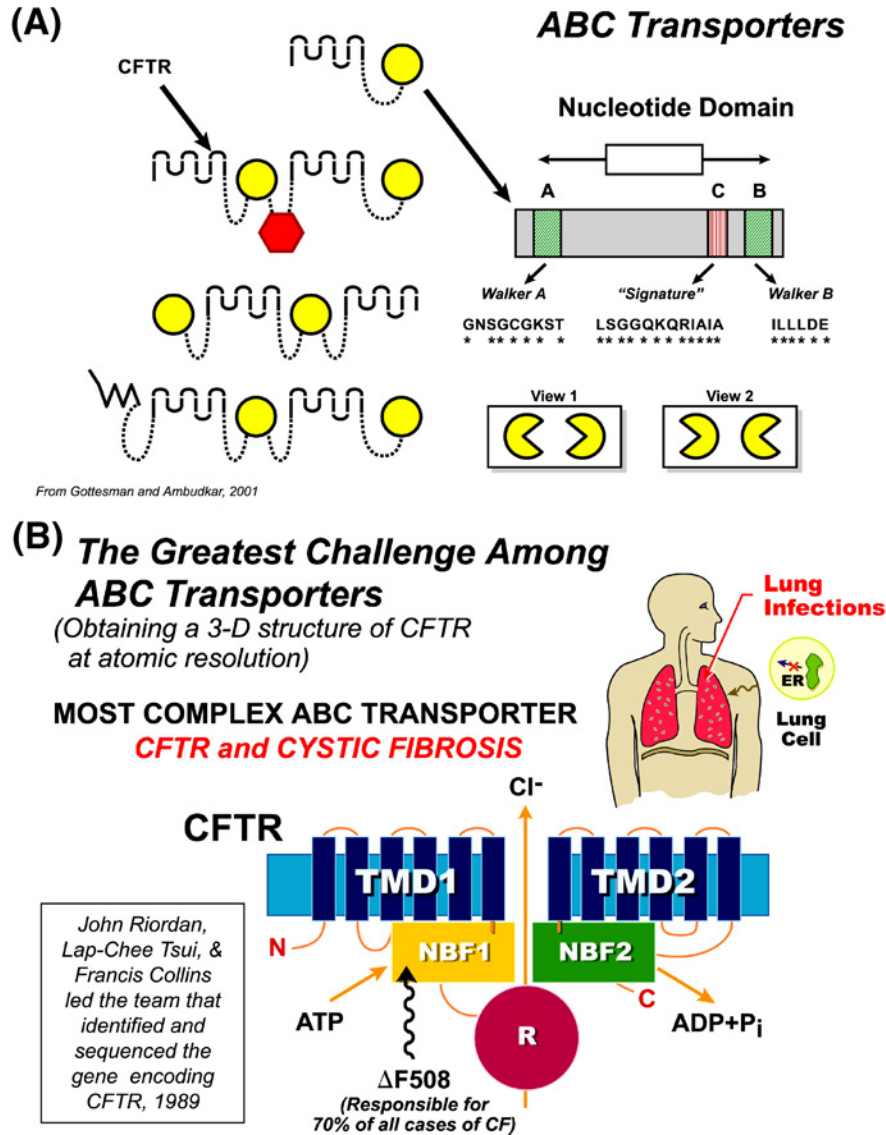 (A)
ABC Transporters
CFTR
Nucleotide Domain
A
C
B
Walker A
“Signature”
Walker B
GNSGCGKST
LSGGQKQRIAIA
ILLLDE
* ** * * * *
** * * * *****
******
View 1
View 2
From Gottesman and Ambudkar, 2001
(B)
The Greatest Challenge Among
ABC Transporters
(Obtaining a 3-D structure of CFTR
at atomic resolution)
Lung
Infections
ER
Lung
Cell
MOST COMPLEX ABC TRANSPORTER
CFTR and CYSTIC FIBROSIS
Cl-
CFTR
TMD1
TMD2
N
NBF1
NBF2
C
ATP
R
ADP+Pi
ΔF508
(Responsible for
70% of all cases of CF)
John Riordan,
Lap-Chee Tsui, &
Francis Collins
led the team that
identified and
sequenced the
gene encoding
CFTR, 1989